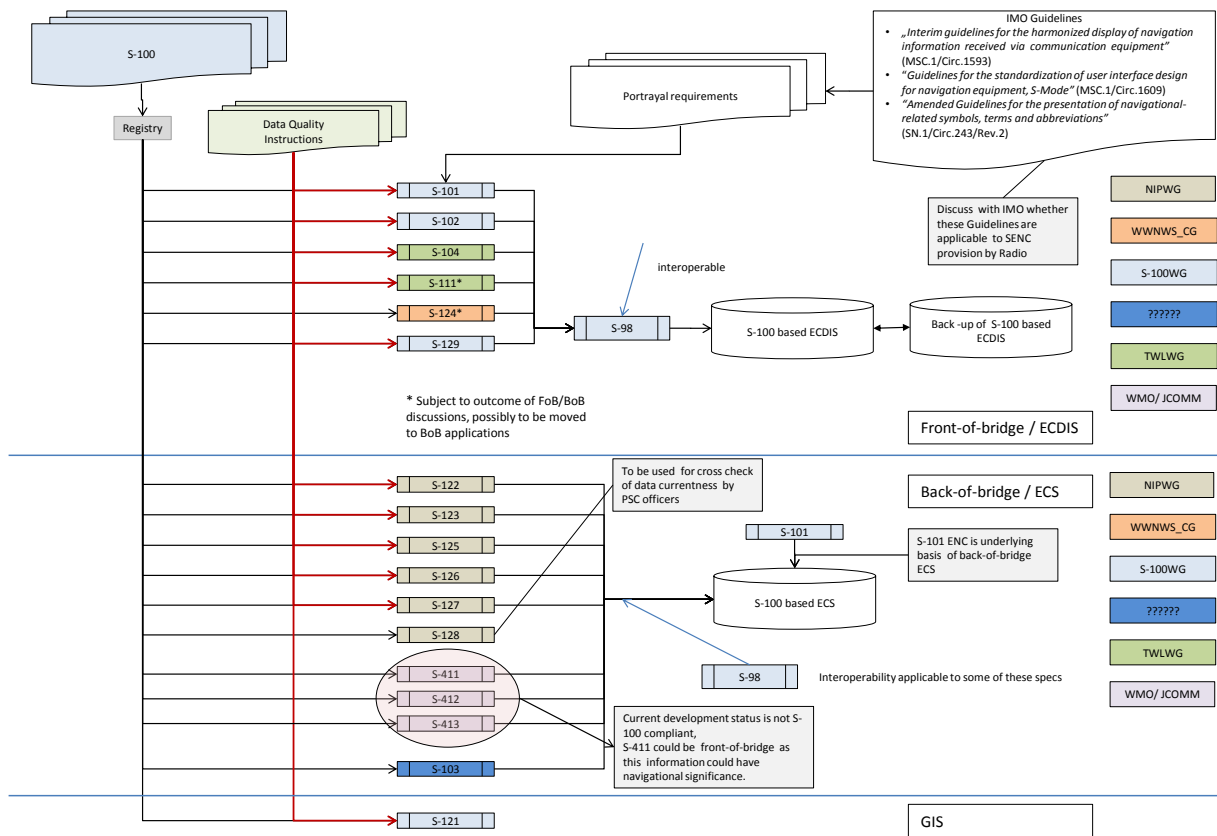 S-100
Registry
Data Quality
Instructions
Portrayal requirements
IMO Guidelines
• „Interim guidelines for the harmonized display of navigation
information received via communication equipment"
(MSC.1/Circ.1593)
• "Guidelines for the standardization of user interface design
for navigation equipment, S-Mode" (MSC.1/Circ.1609)
• "Amended Guidelines for the presentation of navigational-
related symbols, terms and abbreviations"
(SN.1/Circ.243/Rev.2)
Discuss with IMO whether
these Guidelines are
applicable to SENC
provision by Radio
S-101
S-102
S-104
S-111*
S-124*
S-129
interoperable
S-98
S-100 based ECDIS
Back -up of S-100 based
ECDIS
NIPWG
WWNWS_CG
S-100WG
??????
TWLWG
WMO/ JCOMM
* Subject to outcome of FoB/BoB
discussions, possibly to be moved
to BoB applications
Front-of-bridge / ECDIS
Back-of-bridge / ECS
To be used for cross check
of data currentness by
PSC officers
S-122
S-123
S-125
S-126
S-127
S-128
S-411
S-412
S-413
S-103
S-101
S-101 ENC is underlying
basis of back-of-bridge
ECS
S-100 based ECS
S-98
Interoperability applicable to some of these specs
Current development status is not S-
100 compliant,
S-411 could be front-of-bridge as
this information could have
navigational significance.
NIPWG
WWNWS_CG
S-100WG
??????
TWLWG
WMO/ JCOMM
S-121
GIS